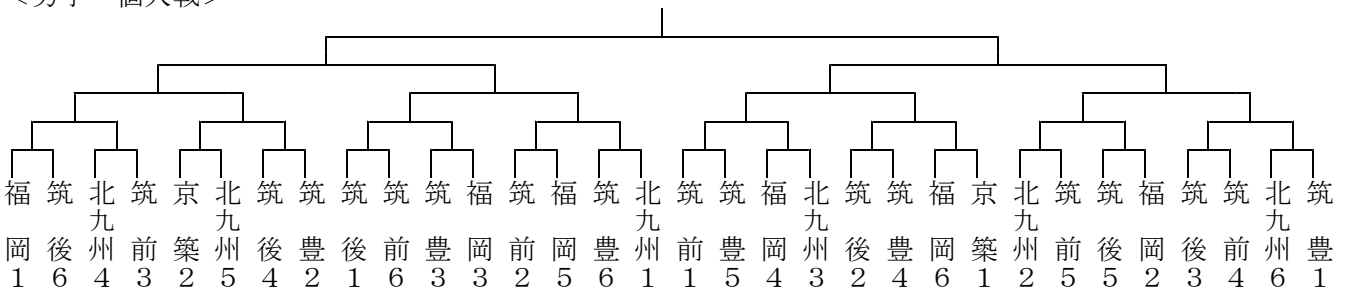 福岡1
筑後6
北九州4
筑前3
京築2
北九州5
筑後4
筑豊2
筑後1
筑前6
筑豊3
福岡3
筑前2
福岡5
筑豊6
北九州1
筑前1
筑豊5
福岡4
北九州3
筑後2
筑豊4
福岡6
京築1
北九州2
筑前5
筑後5
福岡2
筑後3
筑前4
北九州6
筑豊1